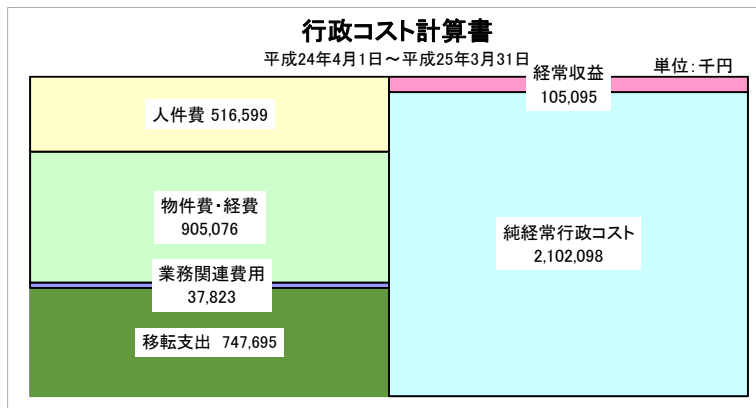 行政コスト計算書
平成24年4月1日～平成25年3月31日
単位：千円
人件費 516,599
物件費・経費
905,076
業務関連費用
37,823
移転支出 747,695
経常収益
105,095
純経常行政コスト
2,102,098